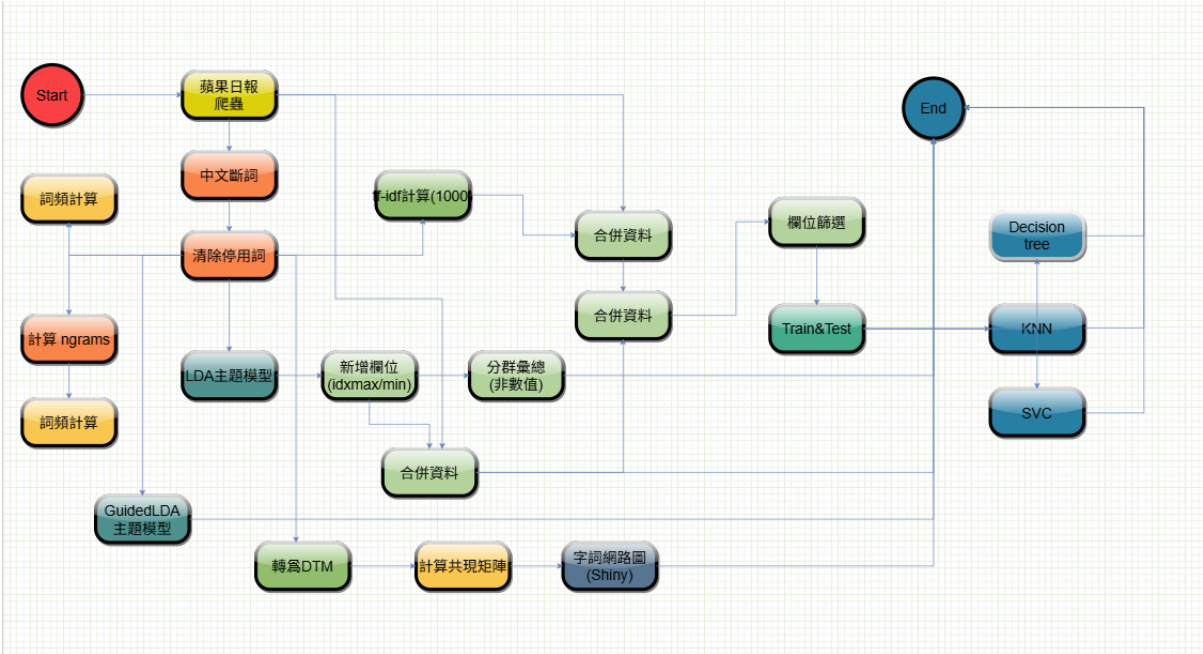 Start
蘋果日報
爬蟲
End
中文斷詞
詞頻計算
tf-idf計算(1000
欄位篩選
合併資料
Decision
tree
清除停用詞
合併資料
計算 ngrams
Train&Test
KNN
LDA主題模型
新增欄位
(idxmax/min)
分群彙總
(非數值)
SVC
詞頻計算
合併資料
GuidedLDA
主題模型
轉為DTM
計算共現矩陣
字詞網路圖
(Shiny)